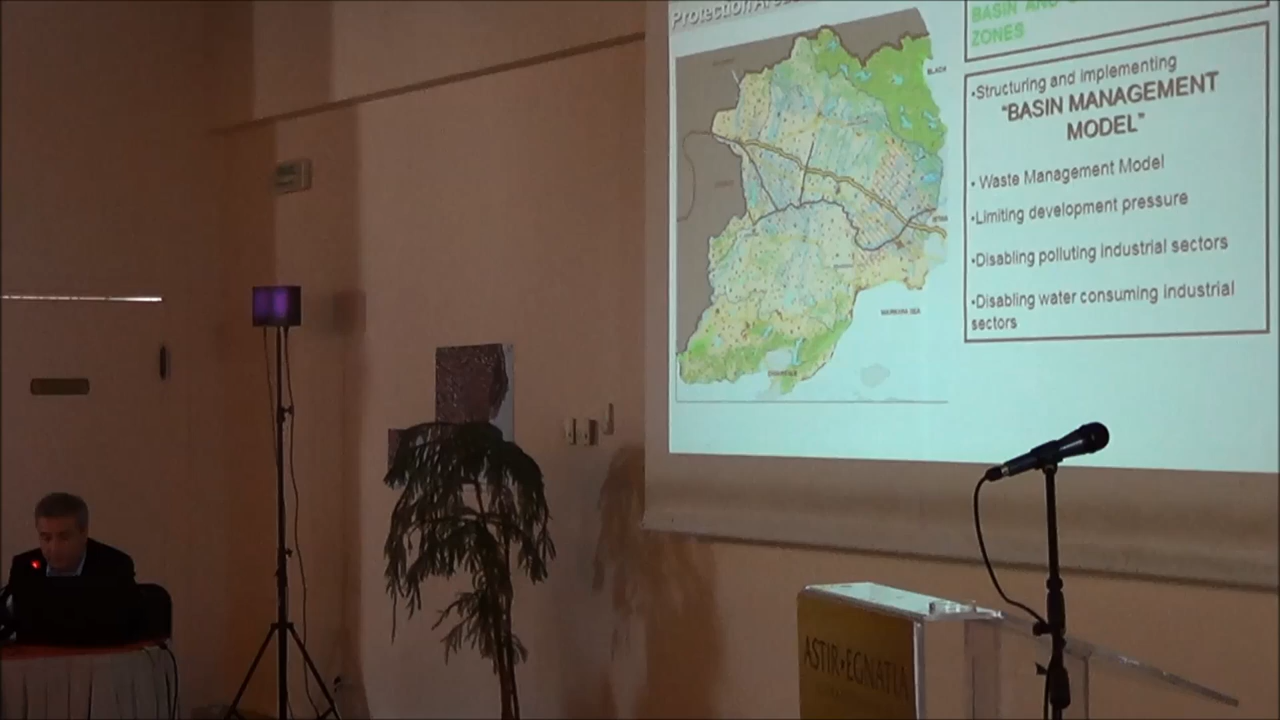 Protection
BASIN AND
ZONES
•Structuring and implementing
"BASIN MANAGEMENT
MODEL"
• Waste Management Model
•Limiting development pressure
•Disabling polluting industrial sectors
•Disabling water consuming industrial
sectors
BLACK
MARMARA SEA
ASTIR•EGNATIA